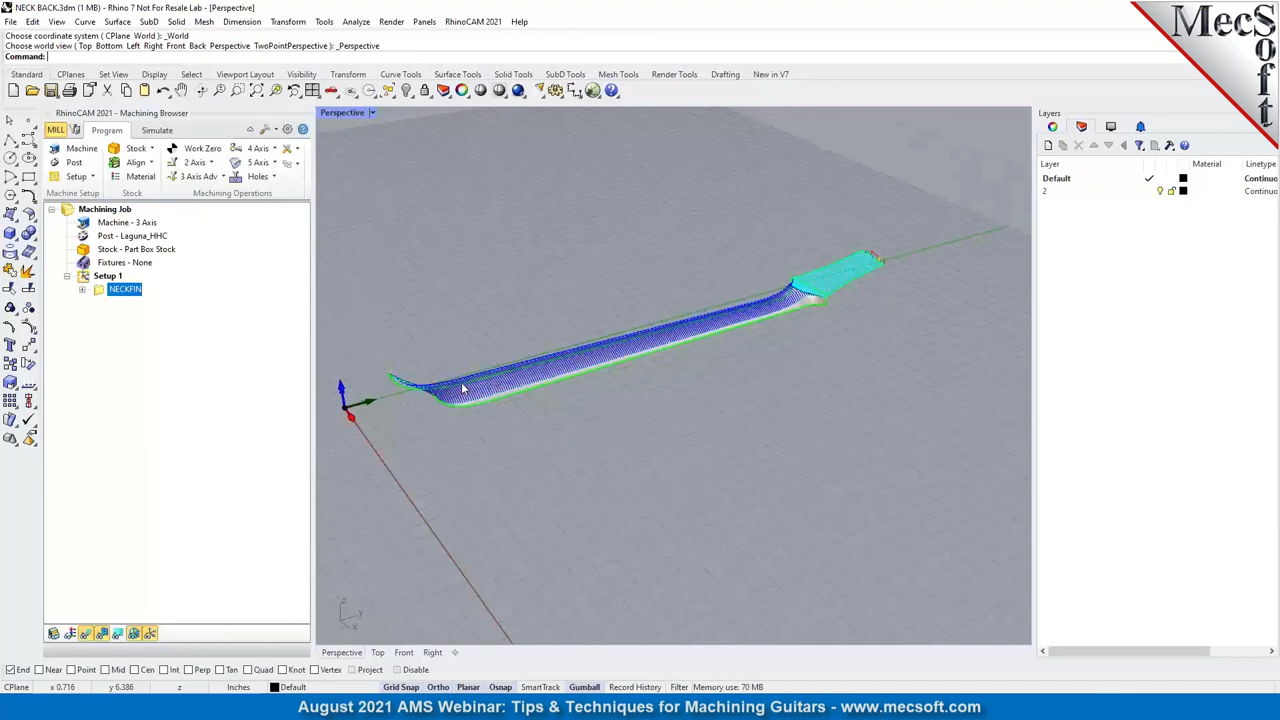 NECK BACK.3dm (1 MB) - Rhino 7 Not For Resale Lab - [Perspective]
File Edit View Curve Surface SubD Solid Mesh Dimension Transform Tools Analyze Render Panels RhinoCAM 2021 Help
Choose coordinate system ( CPlane World ): _World
Choose world view ( Top Bottom Left Right Front Back Perspective TwoPointPerspective ): _Perspective
Command:
Standard CPlanes Set View Display Select Viewport Layout Visibility Transform Curve Tools Surface Tools Solid Tools SubD Tools Mesh Tools Render Tools Drafting New in V7
RhinoCAM 2021 - Machining Browser
MILL Program Simulate
Machine Stock Work Zero 4 Axis
Post Align 2 Axis 5 Axis
Setup Material 3 Axis Adv Holes
Machine Setup Stock Machining Operations
Machining Job
Machine - 3 Axis
Post - Laguna_HHC
Stock - Part Box Stock
Fixtures - None
Setup 1
NECKFIN
Perspective
z
y
x
Perspective Top Front Right
Layers
Layer Material Linetype
Default Continuo
2 Continuo
MecSoft
End Near Point Mid Cen Int Perp Tan Quad Knot Vertex Project Disable
CPlane x 0.716 y 6.386 z Inches Default Grid Snap Ortho Planar Osnap SmartTrack Gumball Record History Filter Memory use: 70 MB
August 2021 AMS Webinar: Tips & Techniques for Machining Guitars - www.mecsoft.com